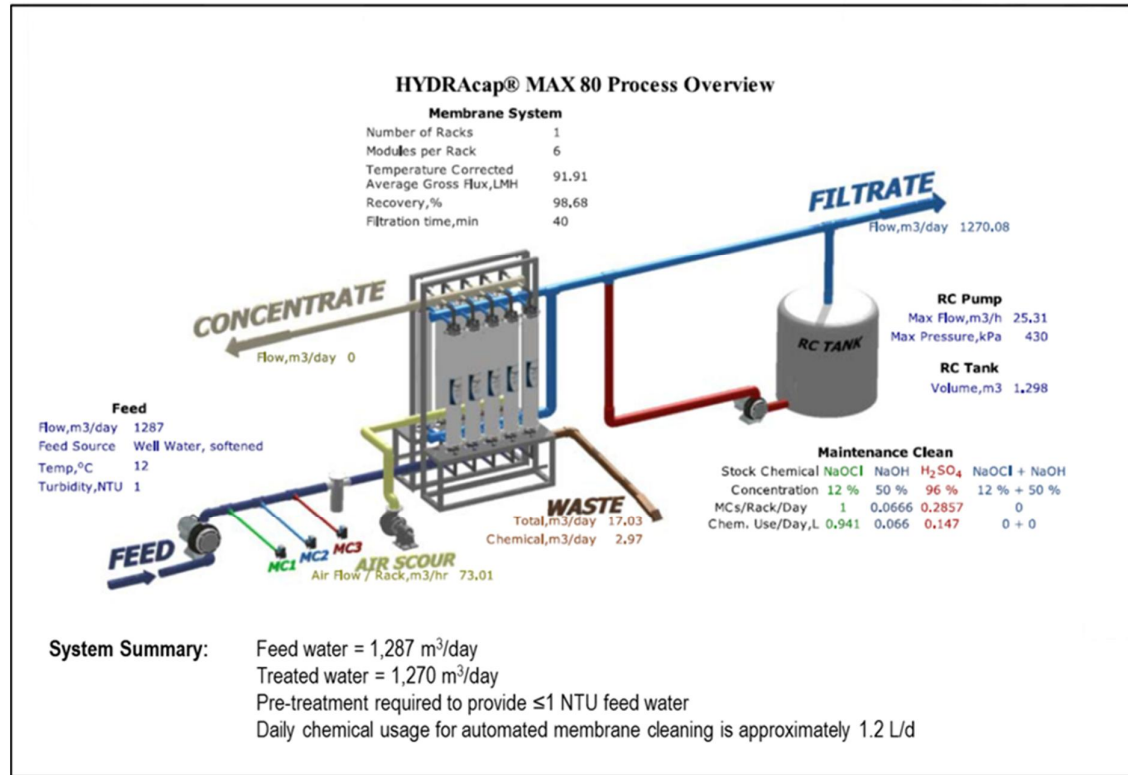 HYDRAcap® MAX 80 Process Overview
Membrane System
Number of Racks 1
Modules per Rack 6
Temperature Corrected
Average Gross Flux,LMH 91.91
Recovery,% 98.68
Filtration time,min 40
FILTRATE
Flow,m3/day 1270.08
CONCENTRATE
Flow,m3/day 0
RC TANK
RC Pump
Max Flow,m3/h 25.31
Max Pressure,kPa 430
RC Tank
Volume,m3 1.298
Feed
Flow,m3/day 1287
Feed Source Well Water, softened
Temp,°C 12
Turbidity,NTU 1
FEED
MC1
MC2
MC3
AIR SCOUR
Air Flow / Rack,m3/hr 73.01
WASTE
Total,m3/day 17.03
Chemical,m3/day 2.97
Maintenance Clean
Stock Chemical NaOCl NaOH H₂SO₄ NaOCl + NaOH
Concentration 12 % 50 % 96 % 12 % + 50 %
MCs/Rack/Day 1 0.0666 0.2857 0
Chem. Use/Day,L 0.941 0.066 0.147 0 + 0
System Summary: Feed water = 1,287 m³/day
Treated water = 1,270 m³/day
Pre-treatment required to provide ≤1 NTU feed water
Daily chemical usage for automated membrane cleaning is approximately 1.2 L/d